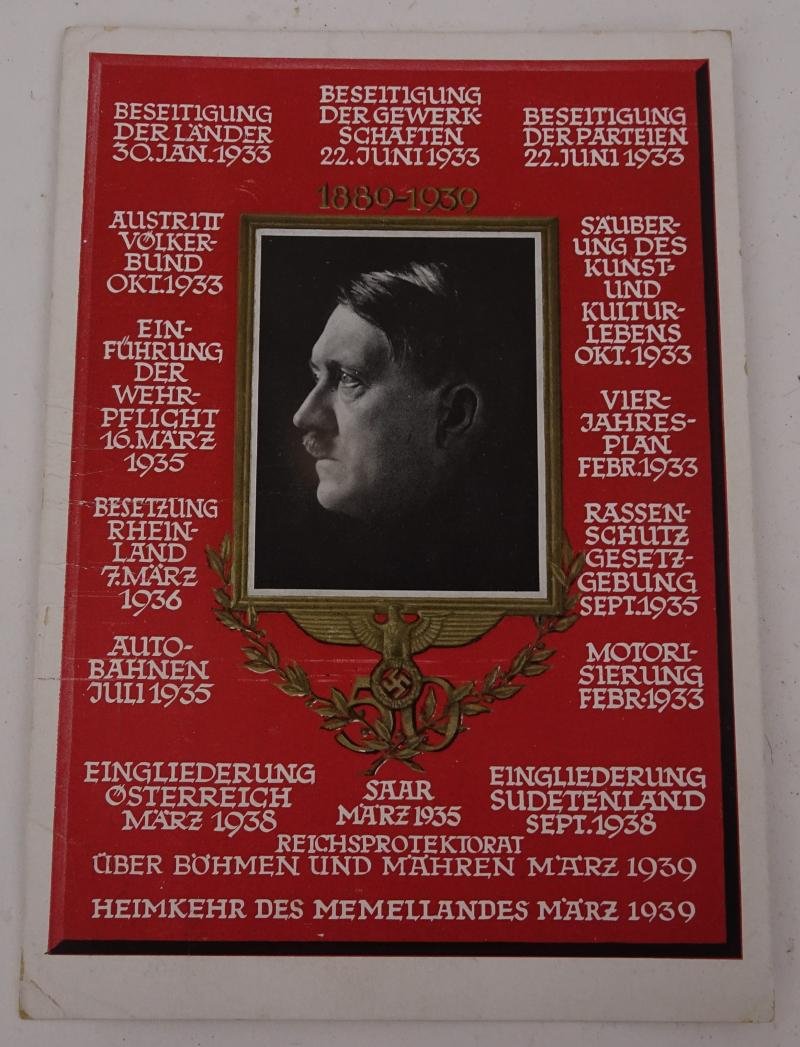 BESEITIGUNG
DER LÄNDER
30.JAN.1933
BESEITIGUNG
DER GEWERK-
SCHAFTEN
22.JUNI 1933
BESEITIGUNG
DER PARTEIEN
22.JUNI 1933
1889-1939
AUSTRITT
VÖLKER-
BUND
OKT.1933
EIN-
FÜHRUNG
DER
WEHR-
PFLICHT
16.MÄRZ
1935
BESETZUNG
RHEIN-
LAND
7.MÄRZ
1936
AUTO-
BAHNEN
JULI 1935
SÄUBER-
UNG DES
KUNST-
UND
KULTUR-
LEBENS
OKT.1933
VIER-
JAHRES-
PLAN
FEBR.1933
RASSEN-
SCHUTZ
GESETZ-
GEBUNG
SEPT.1935
MOTORI-
SIERUNG
FEBR.1933
50
EINGLIEDERUNG
ÖSTERREICH
MÄRZ 1938
SAAR
MÄRZ 1935
EINGLIEDERUNG
SUDETENLAND
SEPT.1938
REICHSPROTEKTORAT
ÜBER BÖHMEN UND MÄHREN MÄRZ 1939
HEIMKEHR DES MEMELLANDES MÄRZ 1939